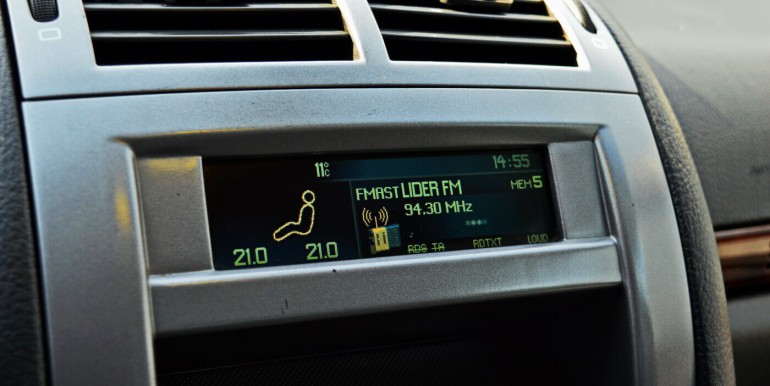 11°C 14:55
FMAST LIDER FM MEM 5
94.30 MHz
21.0 21.0 RDS TA RDTXT LOUD